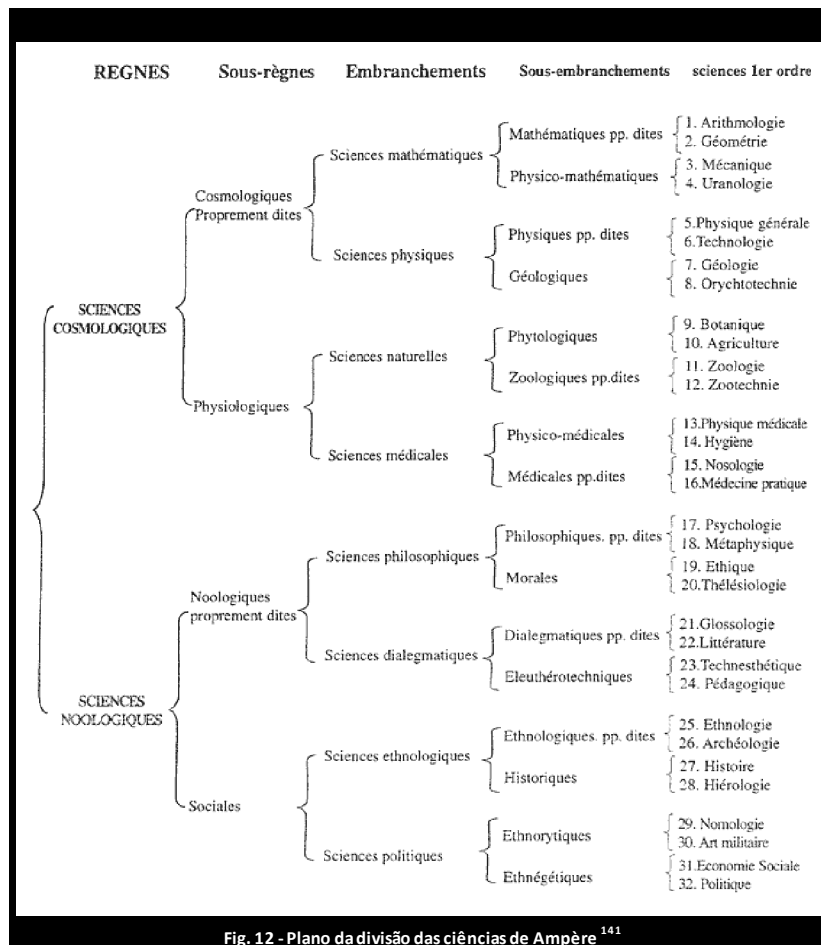 REGNES Sous-règnes Embranchements Sous-embranchements sciences 1er ordre
SCIENCES
COSMOLOGIQUES
Cosmologiques
Proprement dites
Sciences mathématiques
Mathématiques pp. dites
1. Arithmologie
2. Géométrie
Physico-mathématiques
3. Mécanique
4. Uranologie
Sciences physiques
Physiques pp. dites
5.Physique générale
6.Technologie
Géologiques
7. Géologie
8. Oryctotechnie
Physiologiques
Sciences naturelles
Phytologiques
9. Botanique
10. Agriculture
Zoologiques pp.dites
11. Zoologie
12. Zootechnie
Sciences médicales
Physico-médicales
13.Physique médicale
14. Hygiène
Médicales pp.dites
15. Nosologie
16.Médecine pratique
SCIENCES
NOOLOGIQUES
Noologiques
proprement dites
Sciences philosophiques
Philosophiques. pp. dites
17. Psychologie
18. Métaphysique
Morales
19. Ethique
20.Thélésiologie
Sciences dialegmatiques
Dialegmatiques pp. dites
21.Glossologie
22.Littérature
Eleuthérotechniques
23.Technesthétique
24. Pédagogique
Sociales
Sciences ethnologiques
Ethnologiques. pp. dites
25. Ethnologie
26. Archéologie
Historiques
27. Histoire
28. Hiérologie
Sciences politiques
Ethnorytiques
29. Nomologie
30. Art militaire
Ethnégétiques
31.Economie Sociale
32. Politique
Fig. 12 - Plano da divisão das ciências de Ampère 141